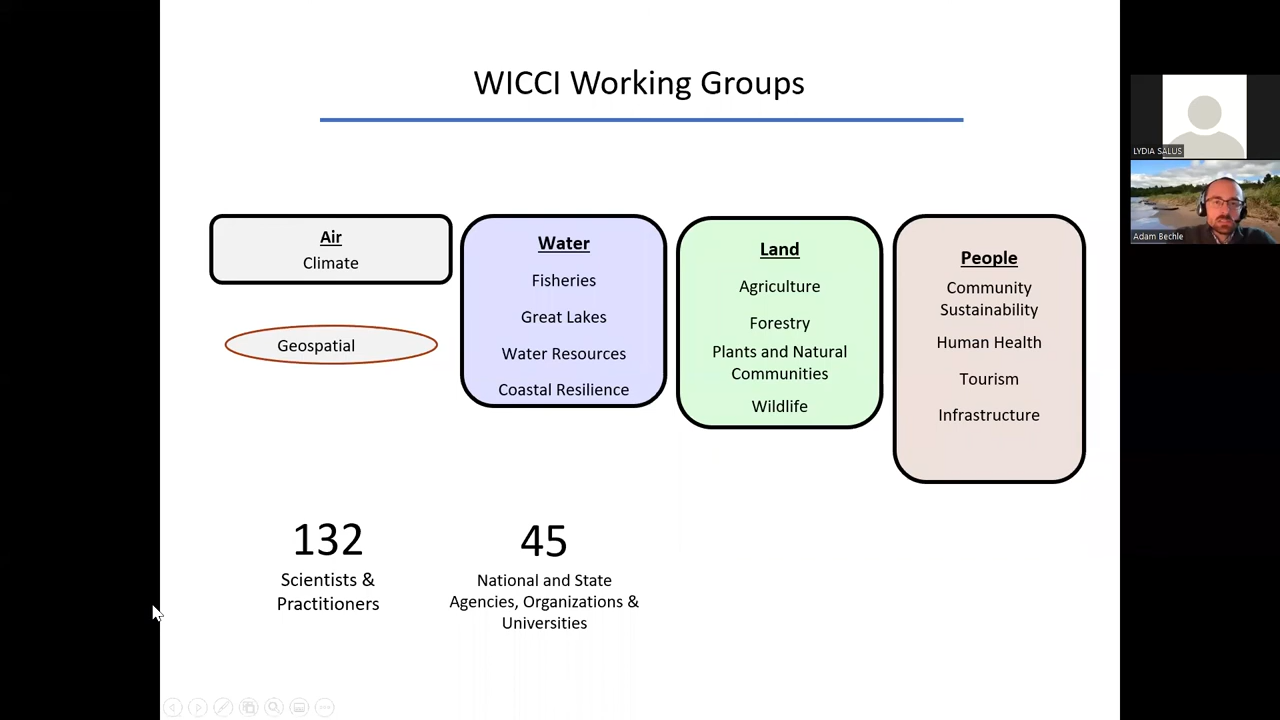 WICCI Working Groups
Air
Climate
Geospatial
Water
Fisheries
Great Lakes
Water Resources
Coastal Resilience
Land
Agriculture
Forestry
Plants and Natural
Communities
Wildlife
People
Community
Sustainability
Human Health
Tourism
Infrastructure
132
Scientists &
Practitioners
45
National and State
Agencies, Organizations &
Universities
LYDIA SALUS
Adam Bechle